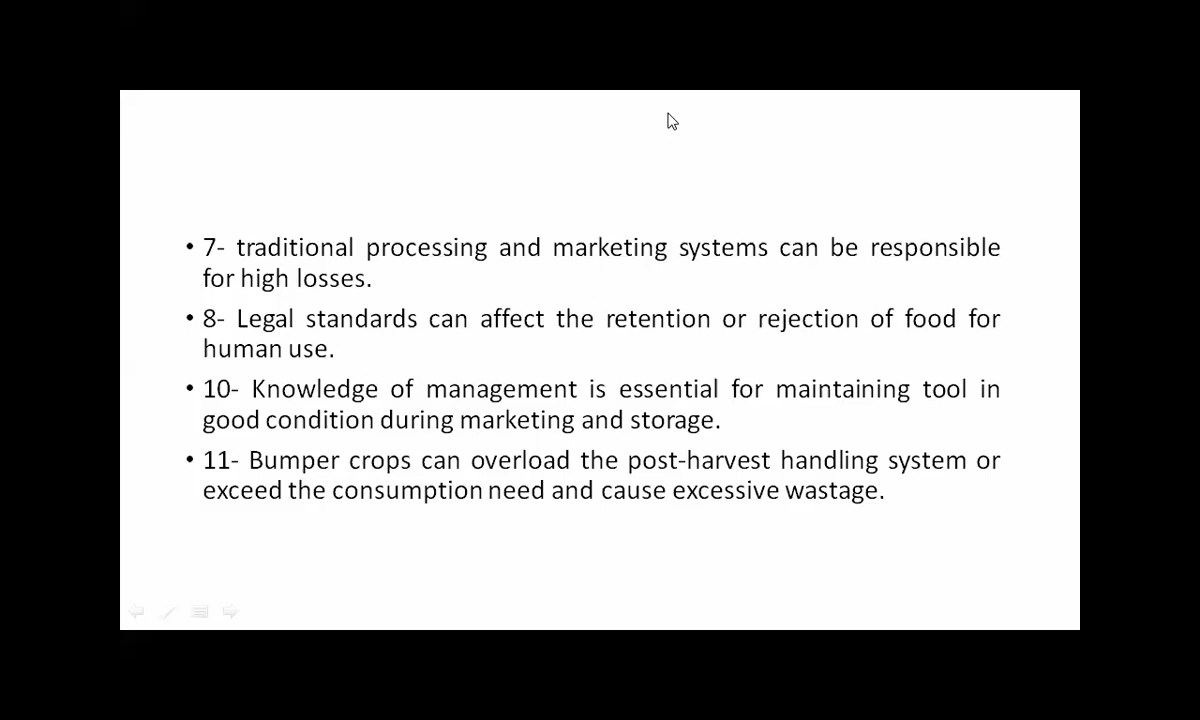 • 7- traditional processing and marketing systems can be responsible
for high losses.
• 8- Legal standards can affect the retention or rejection of food for
human use.
• 10- Knowledge of management is essential for maintaining tool in
good condition during marketing and storage.
• 11- Bumper crops can overload the post-harvest handling system or
exceed the consumption need and cause excessive wastage.